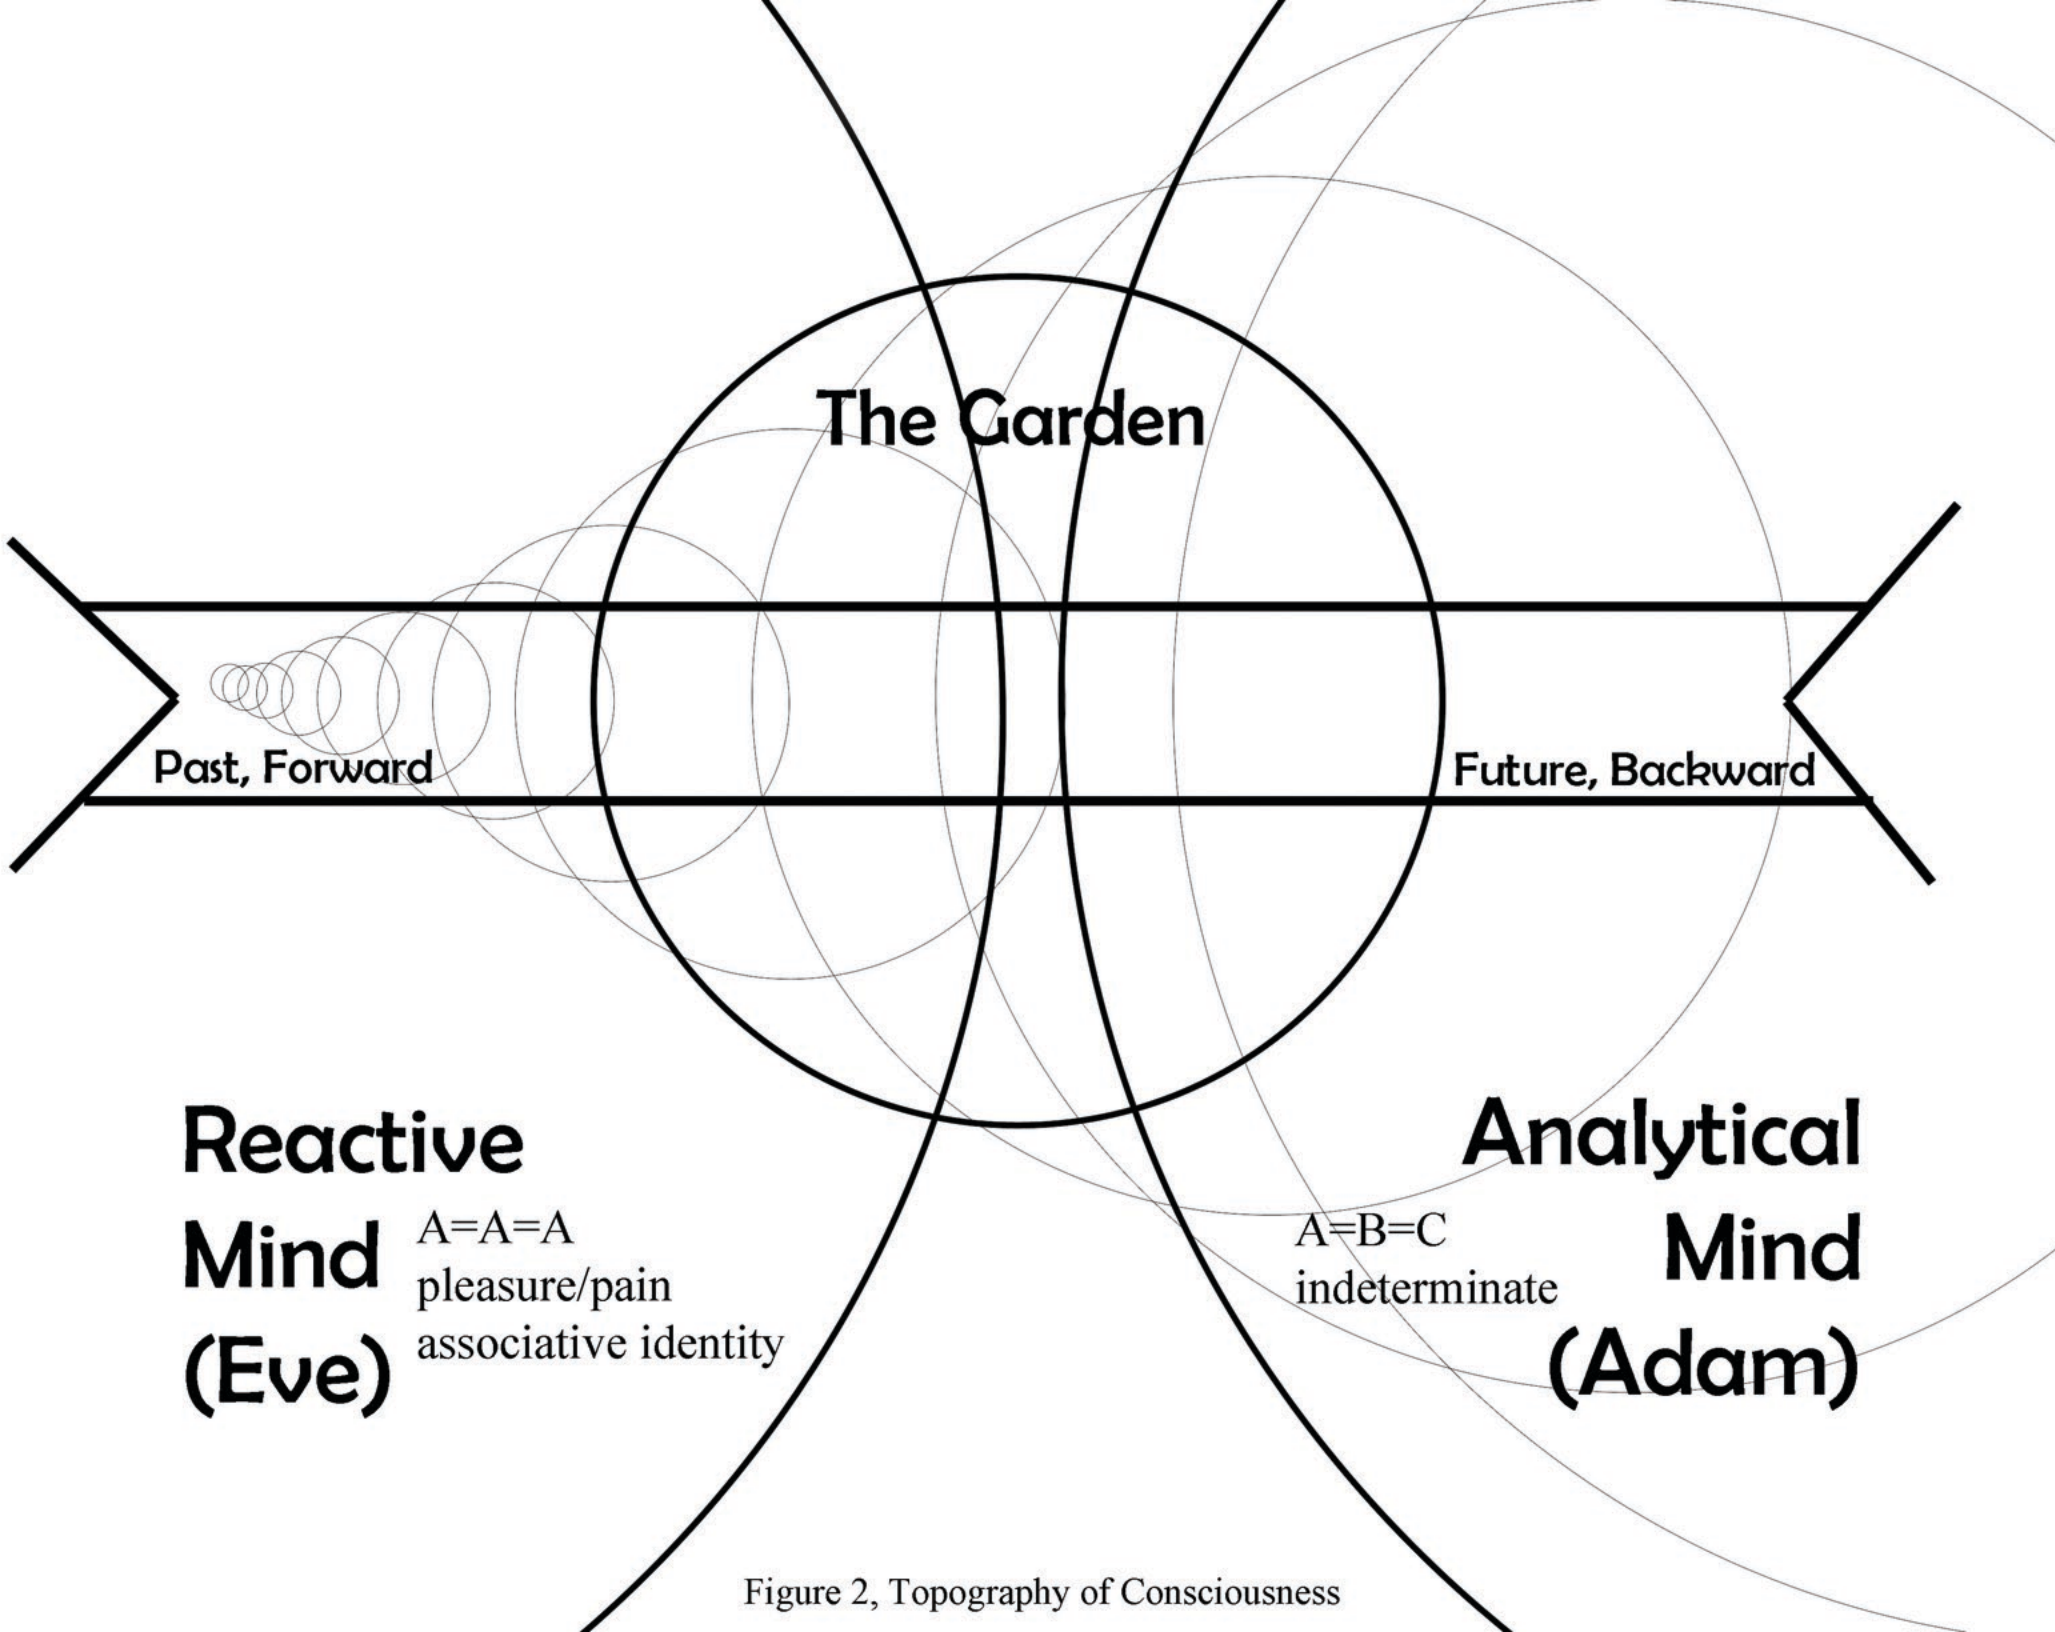 The Garden
Past, Forward
Future, Backward
Reactive
Mind
(Eve)
A=A=A
pleasure/pain
associative identity
A=B=C
indeterminate
Analytical
Mind
(Adam)
Figure 2, Topography of Consciousness